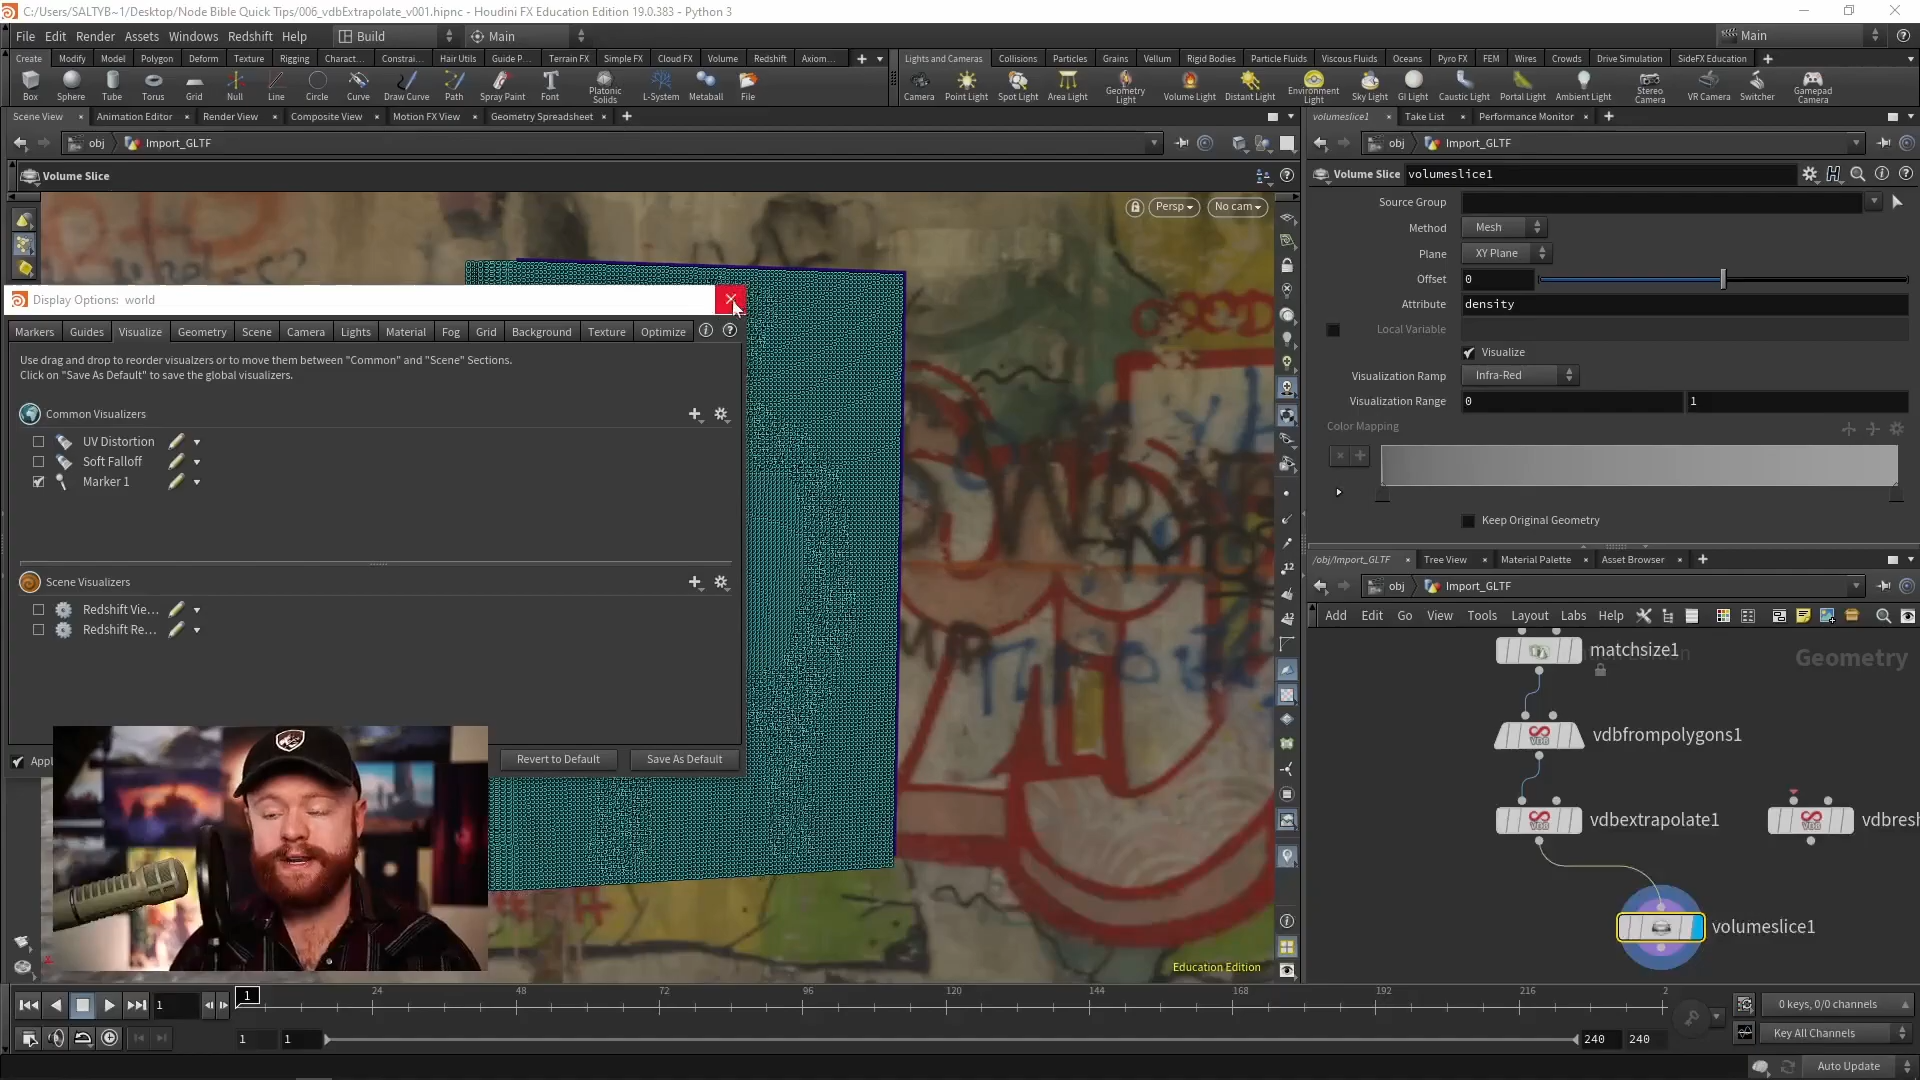 C:/Users/SALTYB~1/Desktop/Node Bible Quick Tips/006_vdbExtrapolate_v001.hipnc - Houdini FX Education Edition 19.0.383 - Python 3
File Edit Render Assets Windows Redshift Help Build Main Main
Create Modify Model Polygon Deform Texture Rigging Charact... Constrai... Hair Utils Guide P... Terrain FX Simple FX Cloud FX Volume Redshift Axiom...
Lights and Cameras Collisions Particles Grains Vellum Rigid Bodies Particle Fluids Viscous Fluids Oceans Pyro FX FEM Wires Crowds Drive Simulation SideFX Education
Box Sphere Tube Torus Grid Null Line Circle Curve Draw Curve Path Spray Paint Font Platonic Solids L-System Metaball File
Camera Point Light Spot Light Area Light Geometry Light Volume Light Distant Light Environment Light Sky Light GI Light Caustic Light Portal Light Ambient Light Stereo Camera VR Camera Switcher Gamepad Camera
Scene View Animation Editor Render View Composite View Motion FX View Geometry Spreadsheet
volumeslice1 Take List Performance Monitor
obj Import_GLTF
obj Import_GLTF
Volume Slice
Volume Slice volumeslice1
Persp No cam
Source Group
Method Mesh
Plane XY Plane
Offset 0
Attribute density
Local Variable
Visualize
Visualization Ramp Infra-Red
Visualization Range 0 1
Color Mapping
Keep Original Geometry
Display Options: world
Markers Guides Visualize Geometry Scene Camera Lights Material Fog Grid Background Texture Optimize
Use drag and drop to reorder visualizers or to move them between "Common" and "Scene" Sections.
Click on "Save As Default" to save the global visualizers.
Common Visualizers
UV Distortion
Soft Falloff
Marker 1
Scene Visualizers
Redshift Vie...
Redshift Re...
Appl
Revert to Default Save As Default
/obj/Import_GLTF Tree View Material Palette Asset Browser
obj Import_GLTF
Add Edit Go View Tools Layout Labs Help
matchsize1
Geometry
vdbfrompolygons1
vdbextrapolate1
vdbres
volumeslice1
Education Edition
1 1 24 48 72 96 120 144 168 192 216 2
0 keys, 0/0 channels
1 1 240 240
Key All Channels
Auto Update